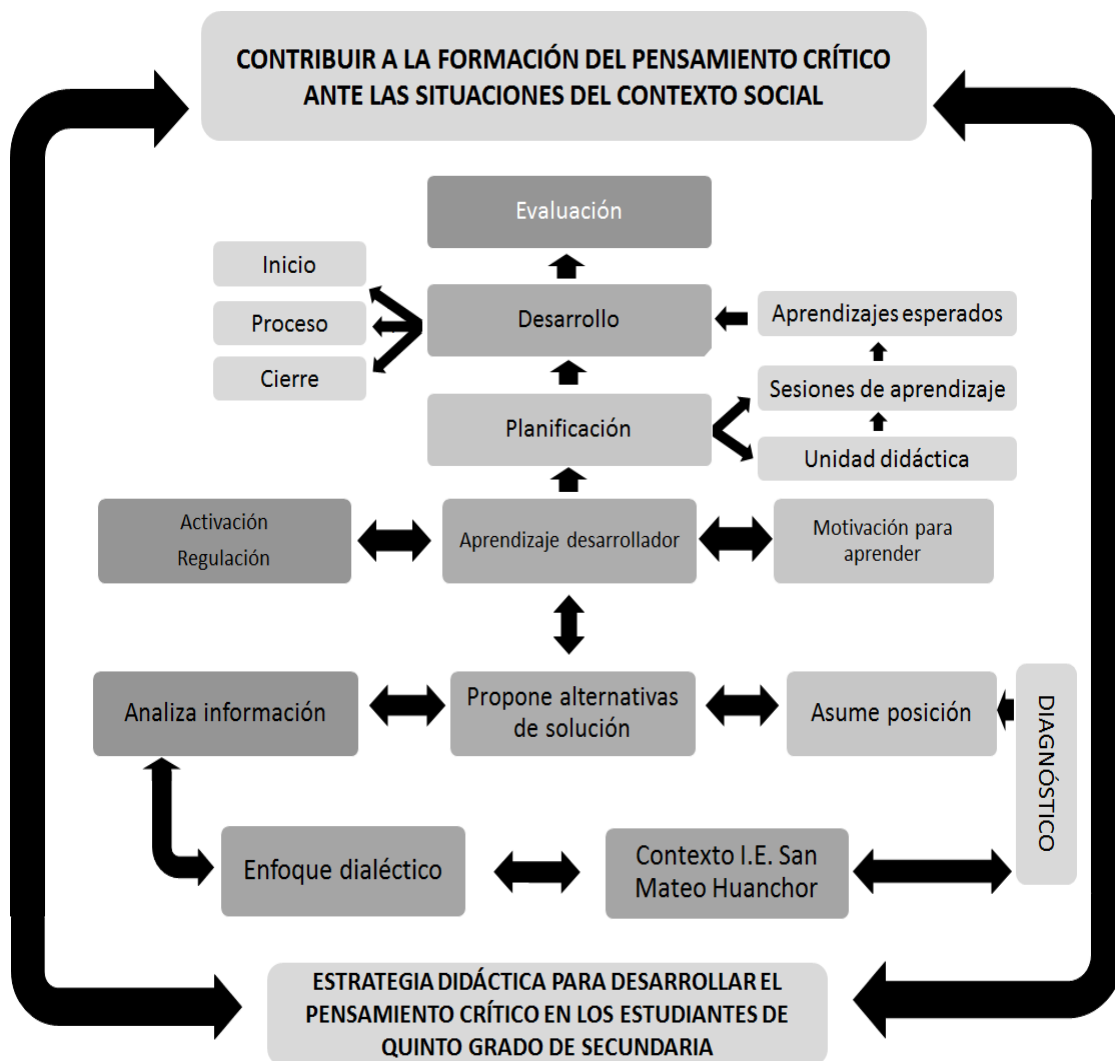 CONTRIBUIR A LA FORMACIÓN DEL PENSAMIENTO CRÍTICO
ANTE LAS SITUACIONES DEL CONTEXTO SOCIAL
Evaluación
Inicio
Proceso
Cierre
Desarrollo
Aprendizajes esperados
Sesiones de aprendizaje
Unidad didáctica
Planificación
Activación
Regulación
Aprendizaje desarrollador
Motivación para
aprender
Analiza información
Propone alternativas
de solución
Asume posición
DIAGNÓSTICO
Enfoque dialéctico
Contexto I.E. San
Mateo Huanchor
ESTRATEGIA DIDÁCTICA PARA DESARROLLAR EL
PENSAMIENTO CRÍTICO EN LOS ESTUDIANTES DE
QUINTO GRADO DE SECUNDARIA